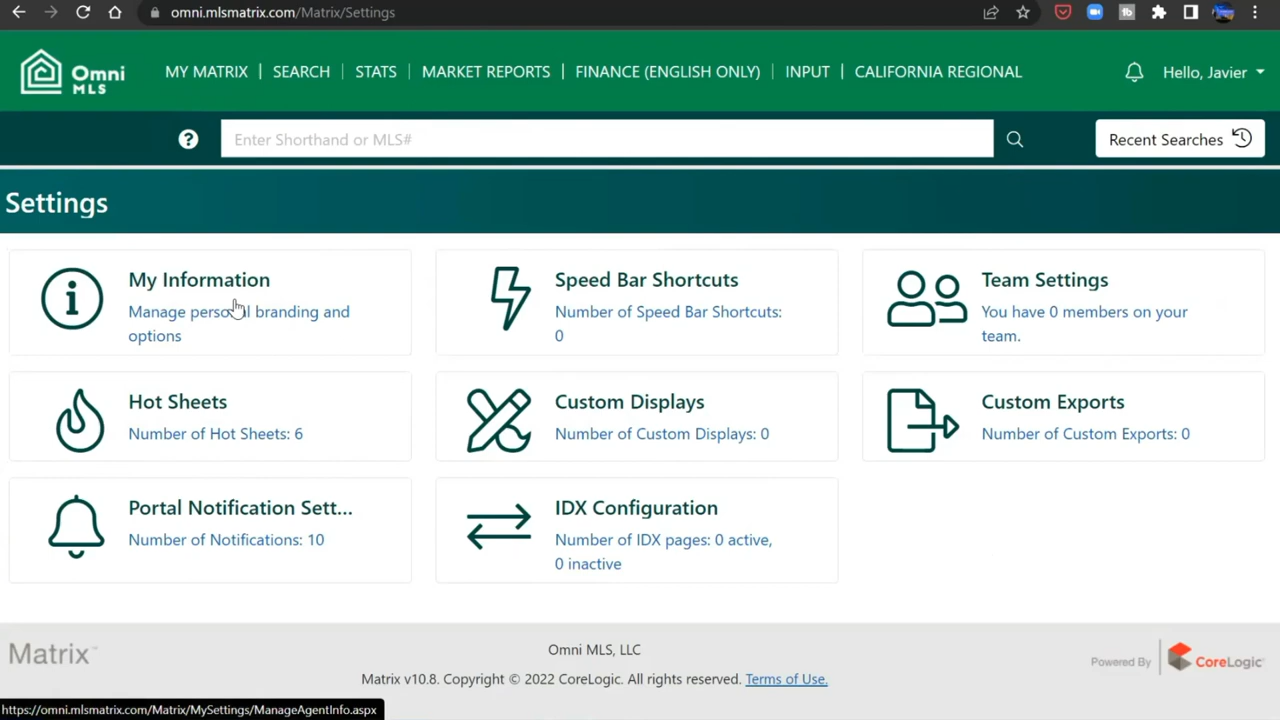 omni.mlsmatrix.com/Matrix/Settings
Omni
MLS
MY MATRIX
SEARCH
STATS
MARKET REPORTS
FINANCE (ENGLISH ONLY)
INPUT
CALIFORNIA REGIONAL
Hello, Javier
?
Enter Shorthand or MLS#
Recent Searches
Settings
My Information
Manage personal branding and
options
Speed Bar Shortcuts
Number of Speed Bar Shortcuts:
0
Team Settings
You have 0 members on your
team.
Hot Sheets
Number of Hot Sheets: 6
Custom Displays
Number of Custom Displays: 0
Custom Exports
Number of Custom Exports: 0
Portal Notification Sett...
Number of Notifications: 10
IDX Configuration
Number of IDX pages: 0 active,
0 inactive
Matrix™
Omni MLS, LLC
Matrix v10.8. Copyright © 2022 CoreLogic. All rights reserved. Terms of Use.
Powered By
CoreLogic
https://omni.mlsmatrix.com/Matrix/MySettings/ManageAgentInfo.aspx